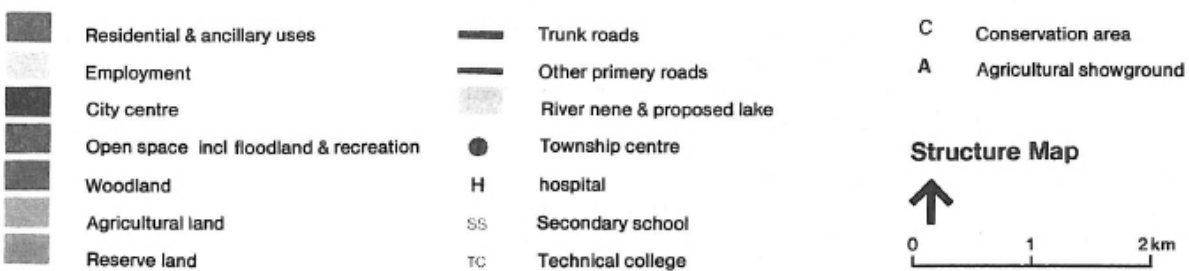 Residential & ancillary uses
Employment
City centre
Open space incl floodland & recreation
Woodland
Agricultural land
Reserve land
Trunk roads
Other primery roads
River nene & proposed lake
Township centre
H hospital
SS Secondary school
TC Technical college
C Conservation area
A Agricultural showground
Structure Map
0 1 2 km